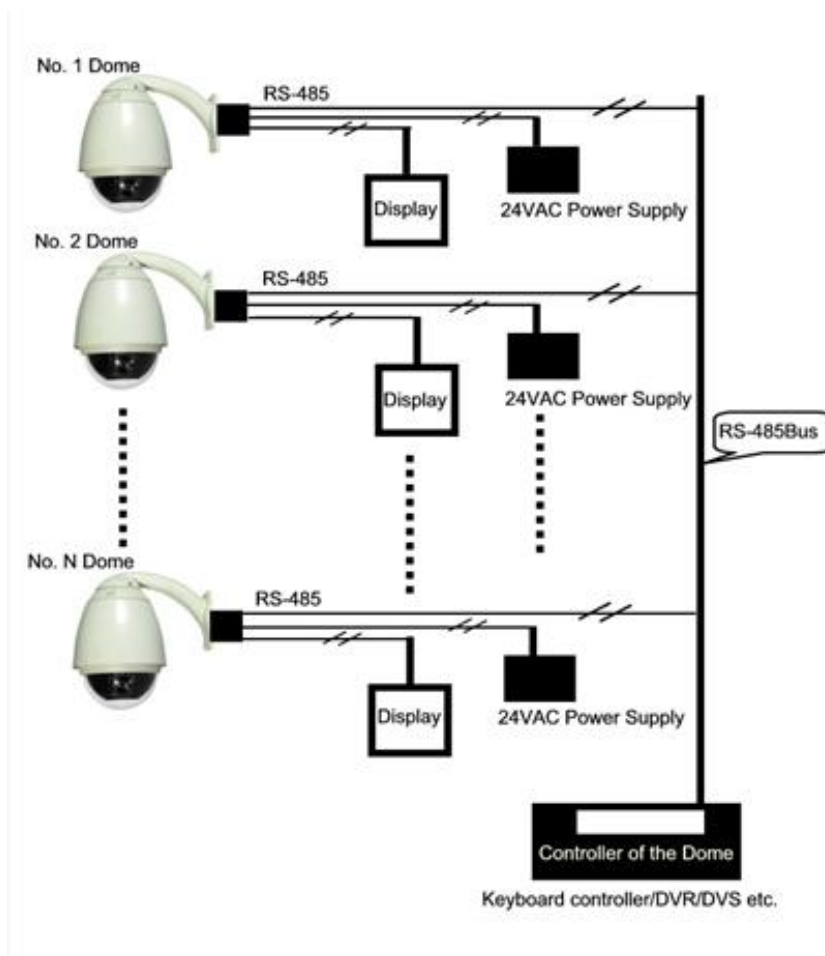 No. 1 Dome
RS-485
Display
24VAC Power Supply
No. 2 Dome
RS-485
Display
24VAC Power Supply
RS-485Bus
No. N Dome
RS-485
Display
24VAC Power Supply
Controller of the Dome
Keyboard controller/DVR/DVS etc.